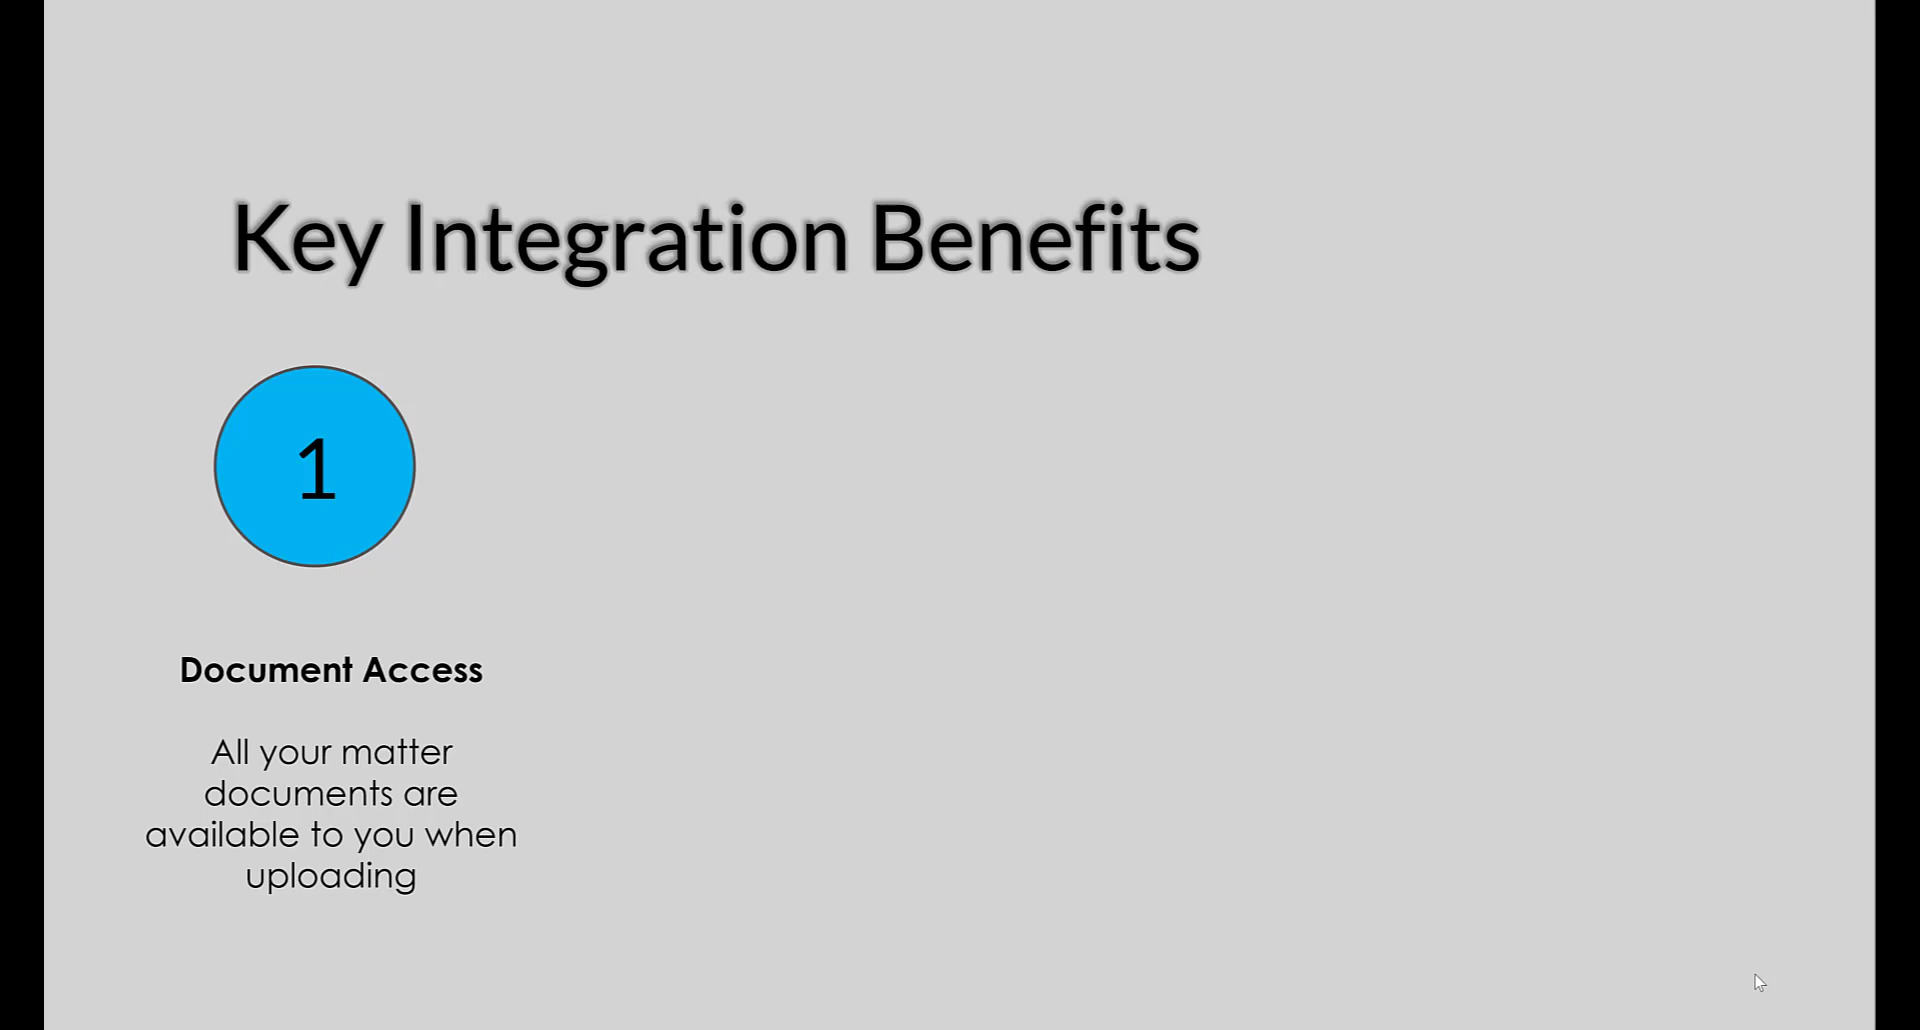 Key Integration Benefits
1
Document Access
All your matter
documents are
available to you when
uploading